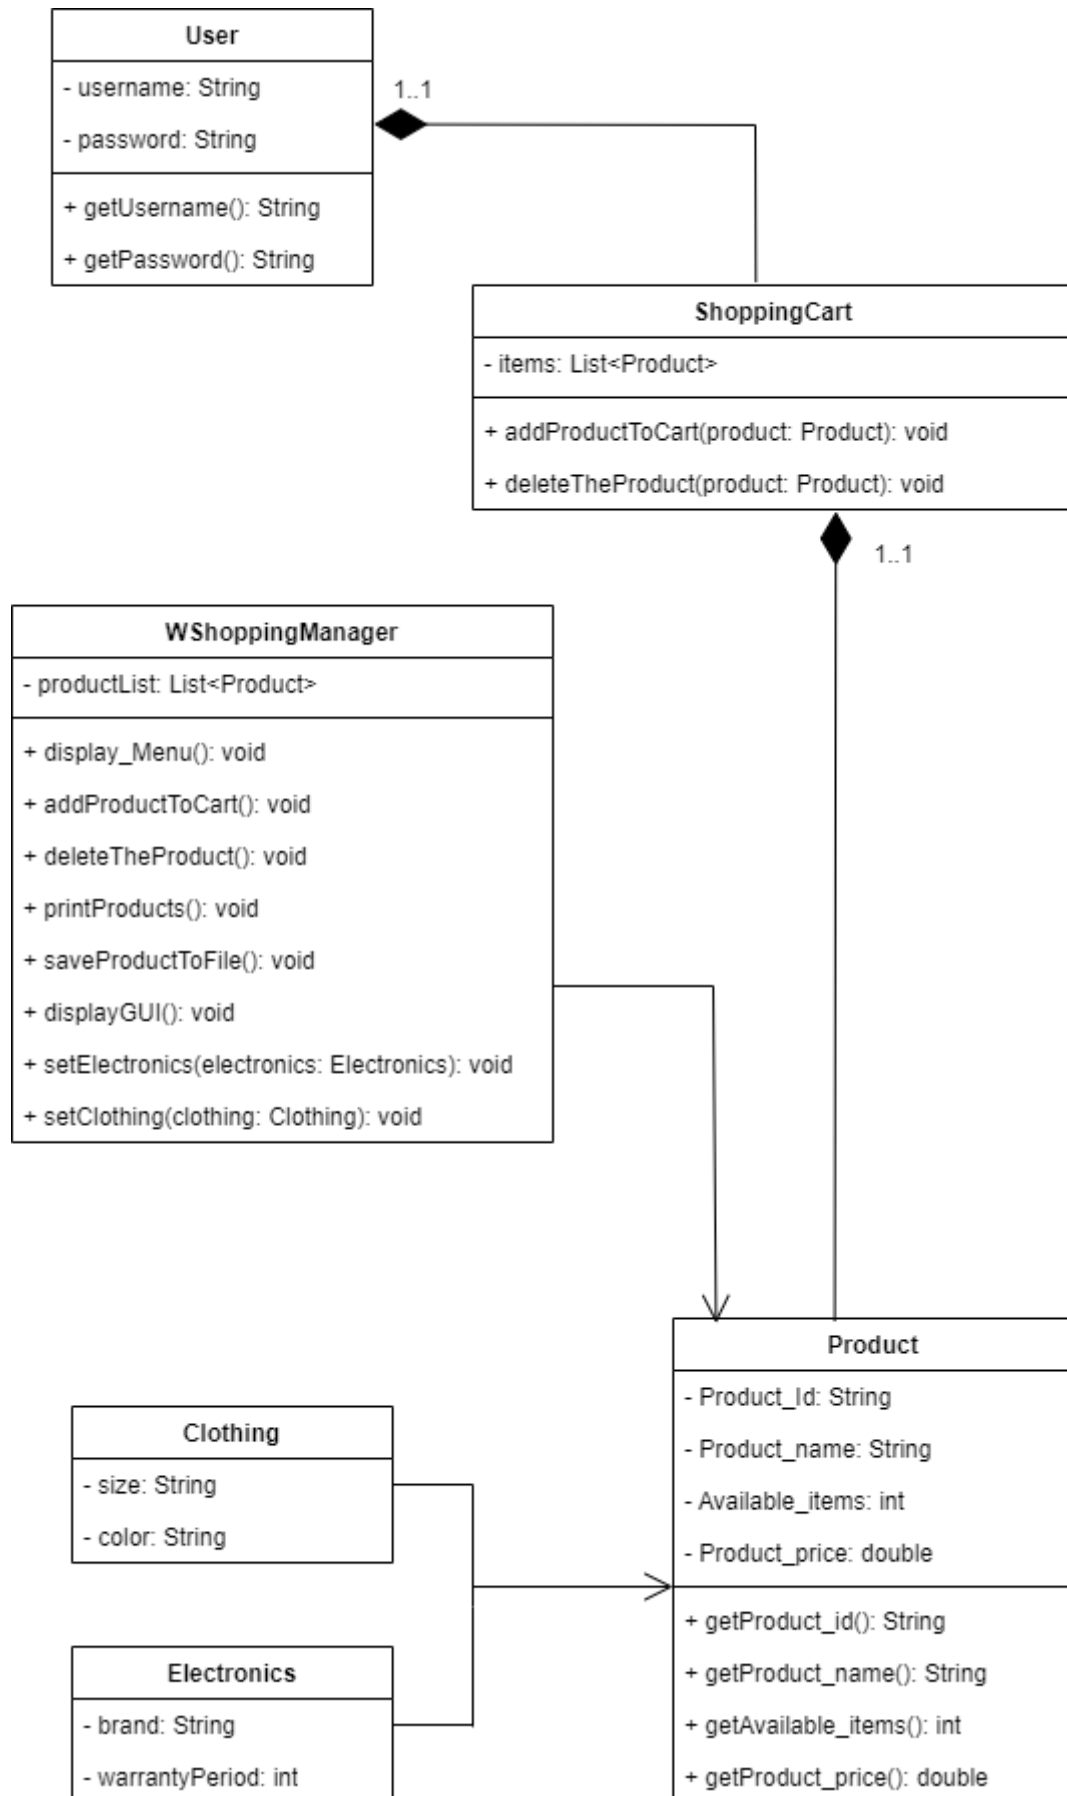 User
- username: String
- password: String
+ getUsername(): String
+ getPassword(): String
1..1
ShoppingCart
- items: List<Product>
+ addProductToCart(product: Product): void
+ deleteTheProduct(product: Product): void
1..1
WShoppingManager
- productList: List<Product>
+ display_Menu(): void
+ addProductToCart(): void
+ deleteTheProduct(): void
+ printProducts(): void
+ saveProductToFile(): void
+ displayGUI(): void
+ setElectronics(electronics: Electronics): void
+ setClothing(clothing: Clothing): void
Product
- Product_Id: String
- Product_name: String
- Available_items: int
- Product_price: double
+ getProduct_id(): String
+ getProduct_name(): String
+ getAvailable_items(): int
+ getProduct_price(): double
Clothing
- size: String
- color: String
Electronics
- brand: String
- warrantyPeriod: int